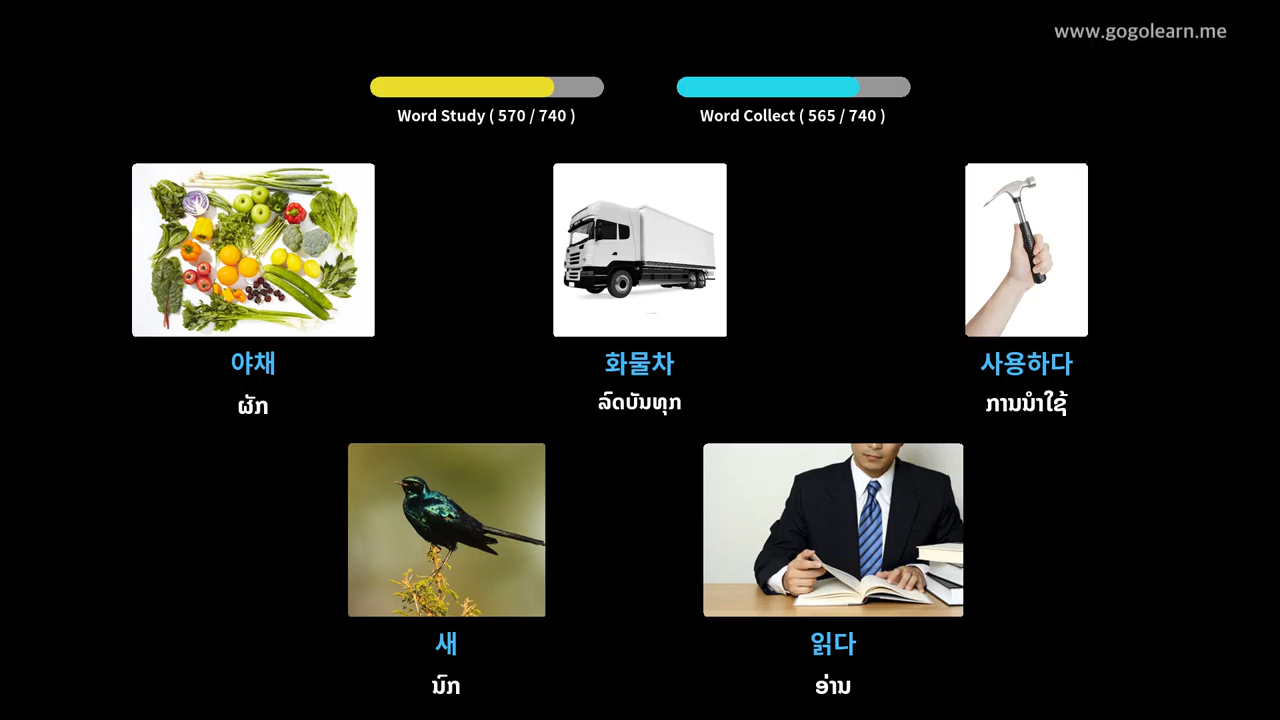 www.gogolearn.me
Word Study ( 570 / 740 )
Word Collect ( 565 / 740 )
야채
화물차
사용하다
ຜັກ
ລົດບັນທຸກ
ການນຳໃຊ້
새
읽다
ນົກ
ອ່ານ